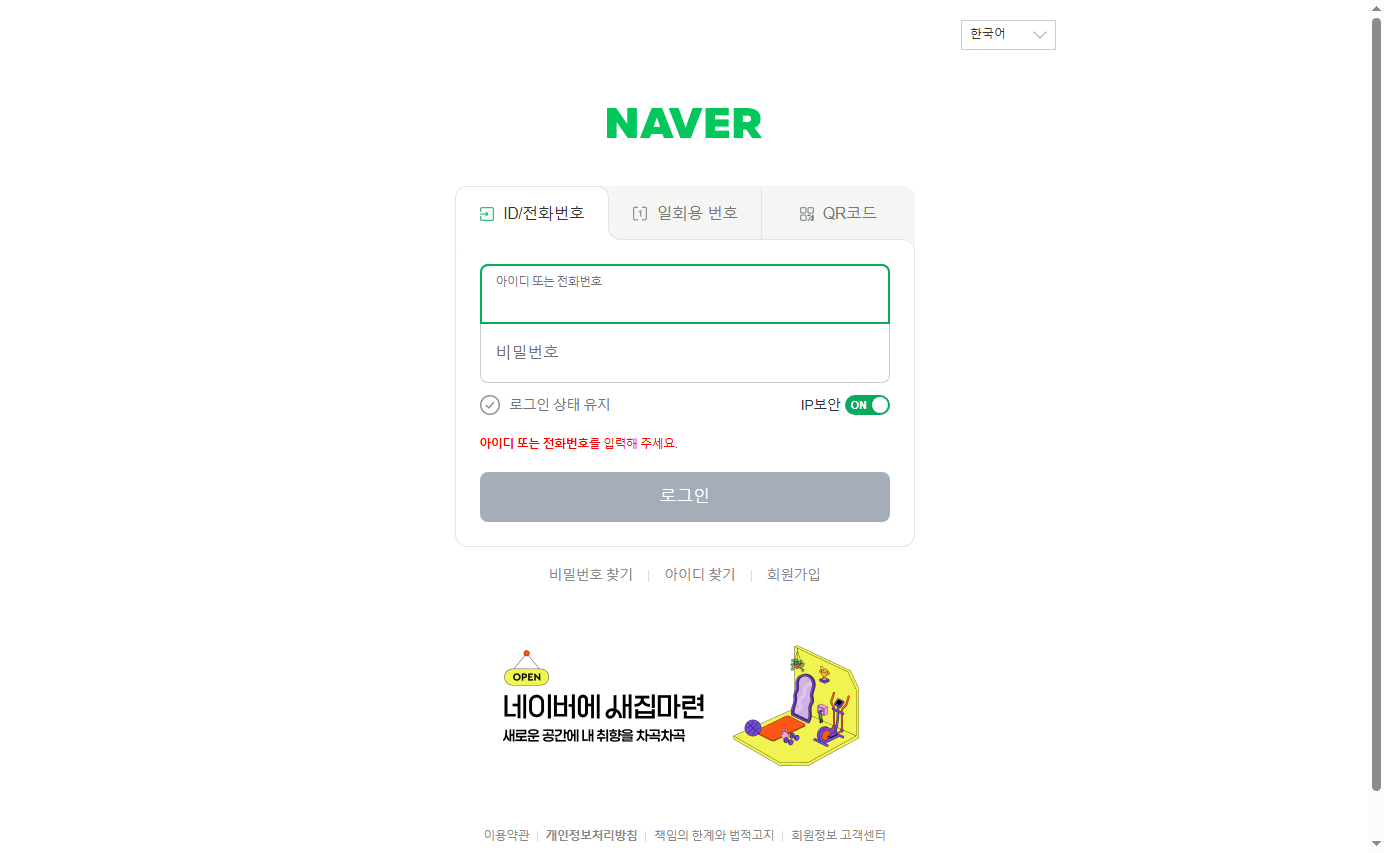 한국어
NAVER
ID/전화번호
1 일회용 번호
QR코드
아이디 또는 전화번호
비밀번호
로그인 상태 유지
IP보안 ON
아이디 또는 전화번호를 입력해 주세요.
로그인
비밀번호 찾기
아이디 찾기
회원가입
OPEN
네이버에 새집마련
새로운 공간에 내 취향을 차곡차곡
이용약관
개인정보처리방침
책임의 한계와 법적고지
회원정보 고객센터